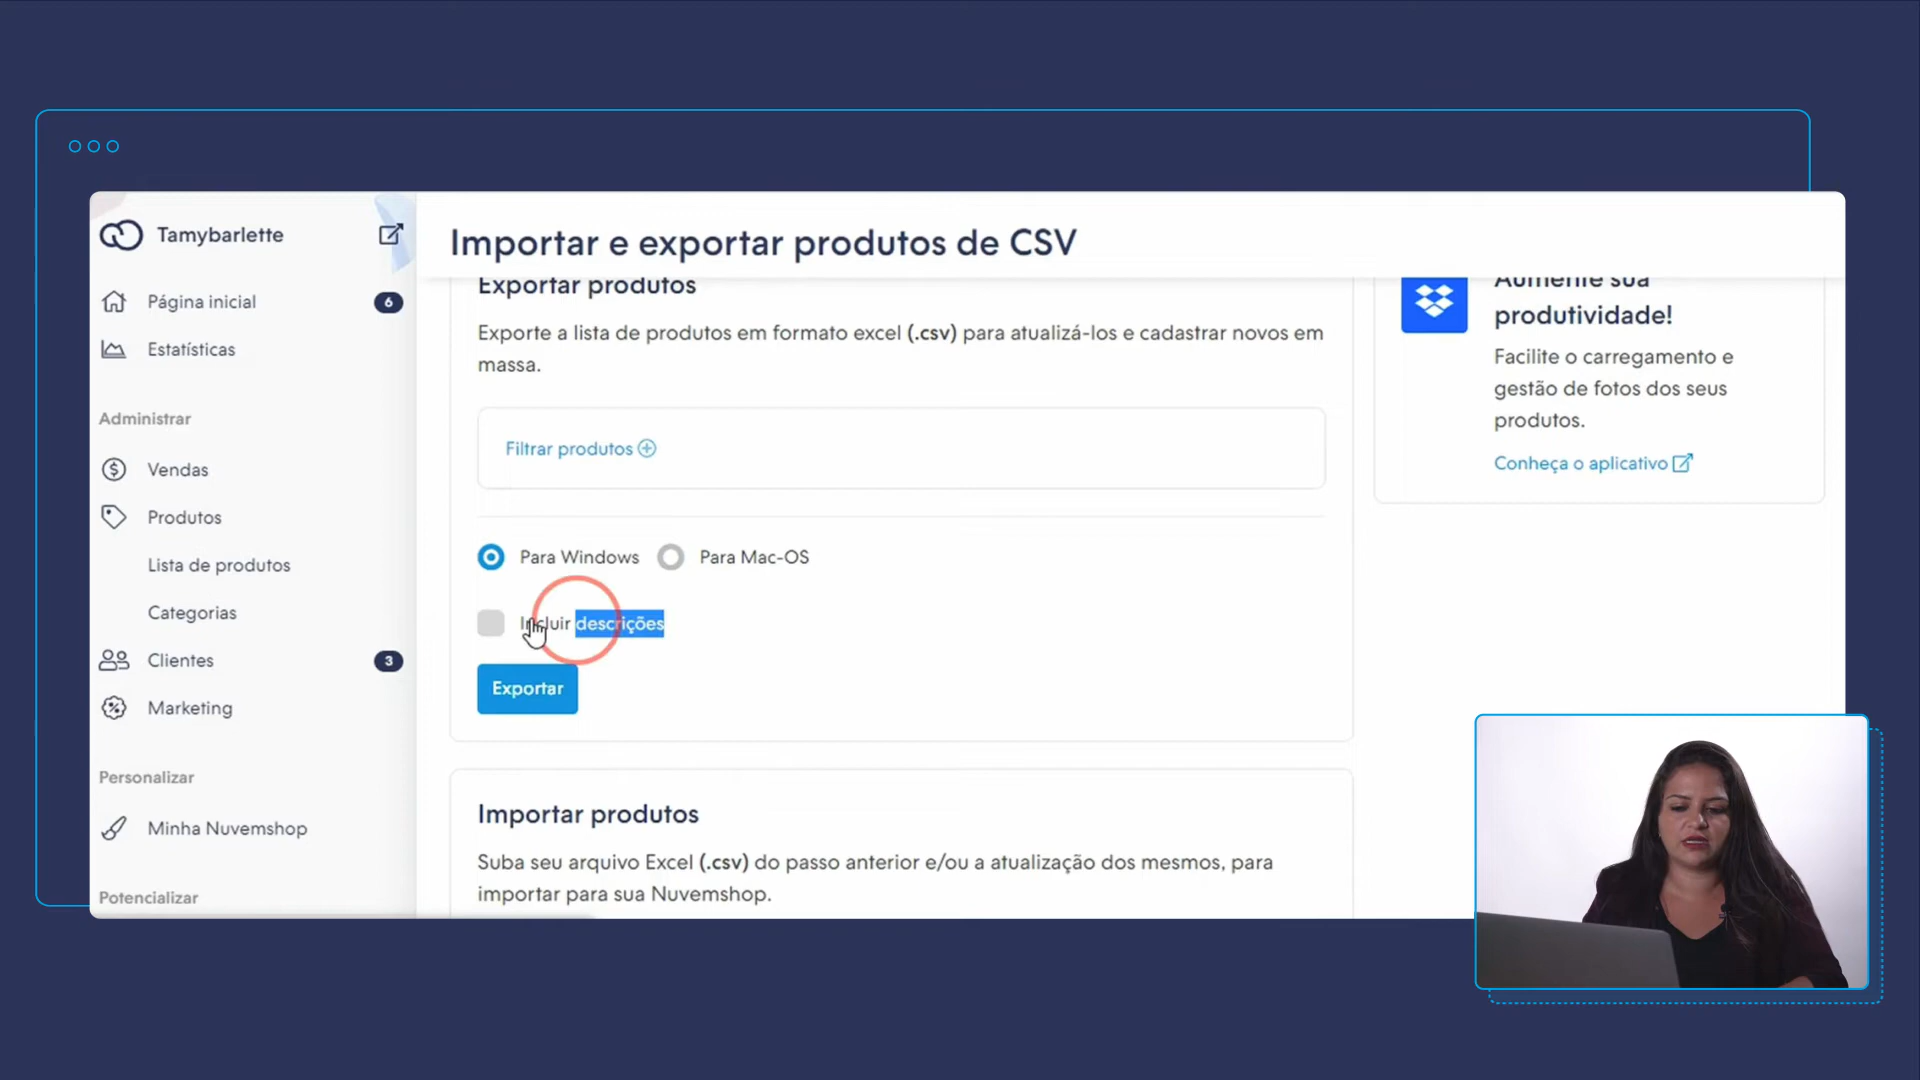 Tamybarlette
Página inicial
6
Estatísticas
Administrar
Vendas
Produtos
Lista de produtos
Categorias
Clientes
3
Marketing
Personalizar
Minha Nuvemshop
Potencializar
Importar e exportar produtos de CSV
Exportar produtos
Exporte a lista de produtos em formato excel (.csv) para atualizá-los e cadastrar novos em
massa.
Filtrar produtos
Para Windows
Para Mac-OS
Incluir descrições
Exportar
Importar produtos
Suba seu arquivo Excel (.csv) do passo anterior e/ou a atualização dos mesmos, para
importar para sua Nuvemshop.
Aumente sua
produtividade!
Facilite o carregamento e
gestão de fotos dos seus
produtos.
Conheça o aplicativo